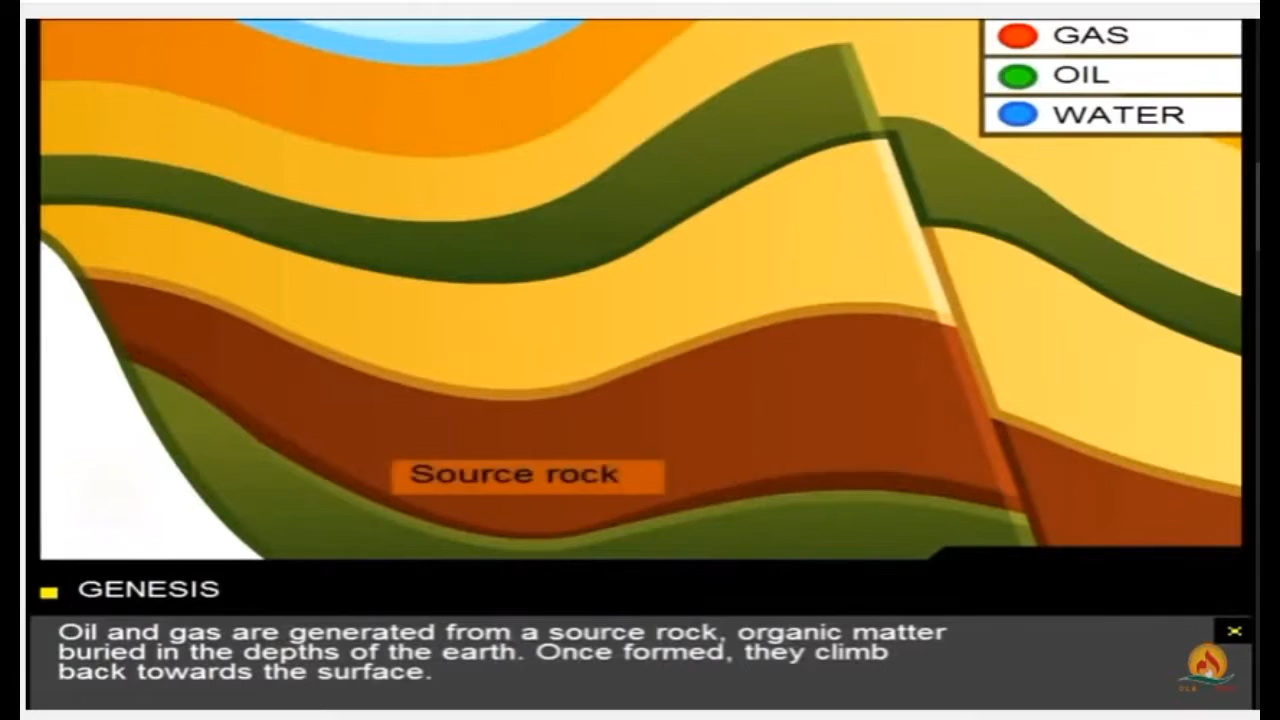 GAS
OIL
WATER
Source rock
GENESIS
Oil and gas are generated from a source rock, organic matter
buried in the depths of the earth. Once formed, they climb
back towards the surface.